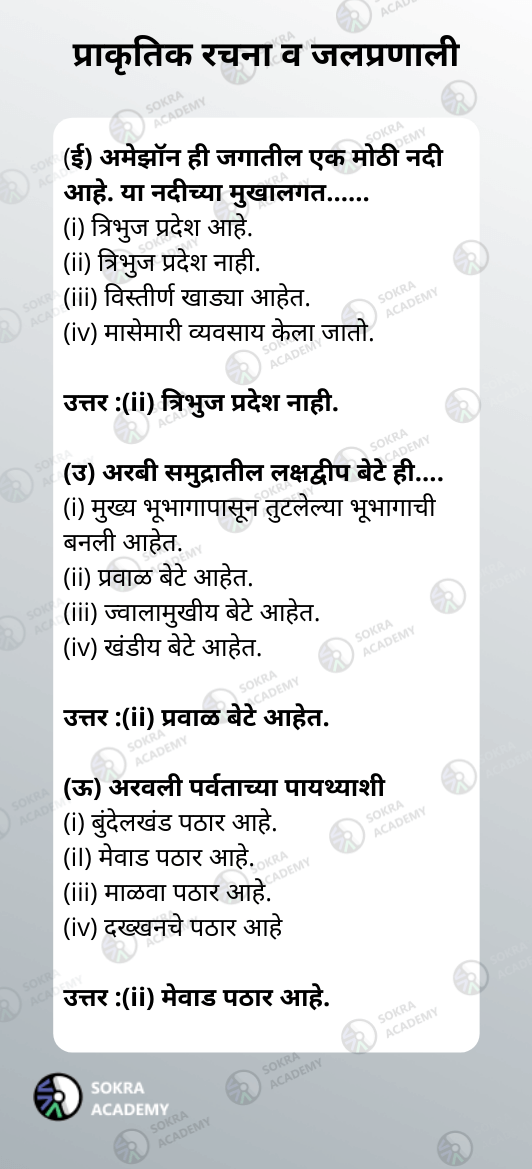 प्राकृतिक रचना व जलप्रणाली
(ई) अमेझॉन ही जगातील एक मोठी नदी
आहे. या नदीच्या मुखालगत......
(i) त्रिभुज प्रदेश आहे.
(ii) त्रिभुज प्रदेश नाही.
(iii) विस्तीर्ण खाड्या आहेत.
(iv) मासेमारी व्यवसाय केला जातो.
उत्तर :(ii) त्रिभुज प्रदेश नाही.
(उ) अरबी समुद्रातील लक्षद्वीप बेटे ही....
(i) मुख्य भूभागापासून तुटलेल्या भूभागाची
बनली आहेत.
(ii) प्रवाळ बेटे आहेत.
(iii) ज्वालामुखीय बेटे आहेत.
(iv) खंडीय बेटे आहेत.
उत्तर :(ii) प्रवाळ बेटे आहेत.
(ऊ) अरवली पर्वताच्या पायथ्याशी
(i) बुंदेलखंड पठार आहे.
(il) मेवाड पठार आहे.
(iii) माळवा पठार आहे.
(iv) दख्खनचे पठार आहे
उत्तर :(ii) मेवाड पठार आहे.
SOKRA
ACADEMY